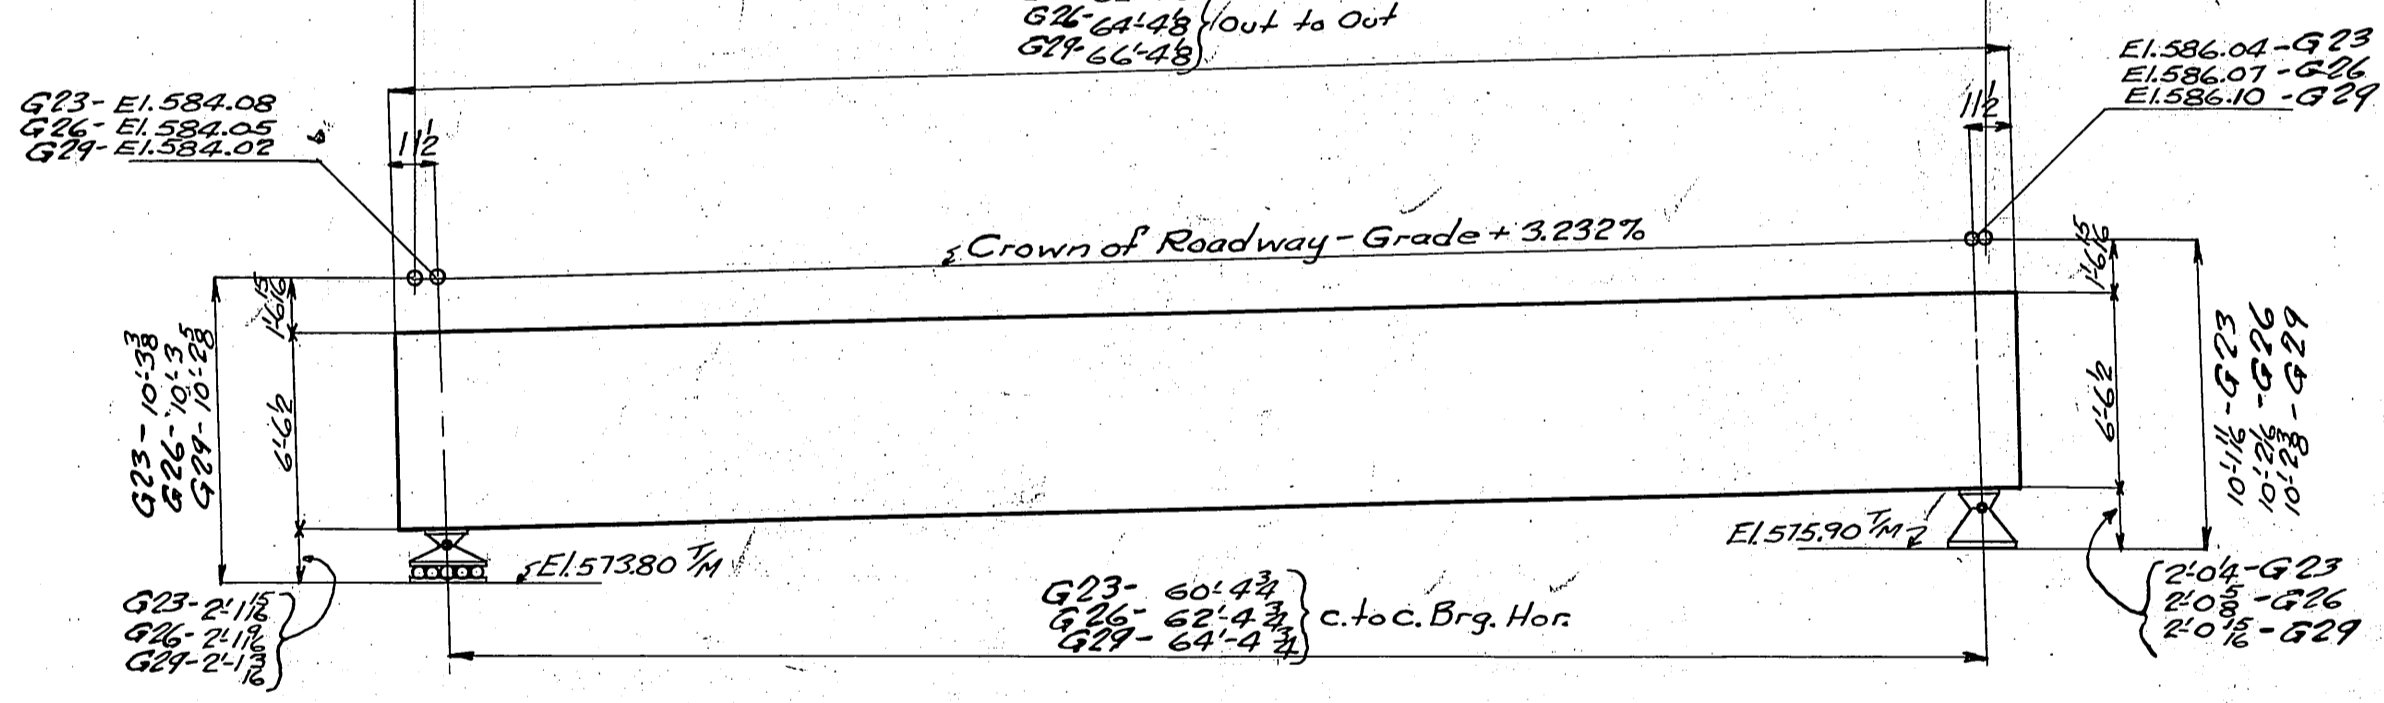 G26-64'-4⅛
G29-66'-4⅛
Out to Out
G23-El.584.08
G26-El.584.05
G29-El.584.02
El.586.04-G23
El.586.07-G26
El.586.10-G29
11½
11½
Crown of Roadway-Grade+3.232%
1'-6 15/16
1'-6 15/16
6'-6½
6'-6½
G23-10'-3⅜
G26-10'-3
G29-10'-2⅝
10'-1 11/16-G23
10'-2 1/16-G26
10'-2⅜-G29
El.573.80 T/M
El.575.90 T/M
G23-2'-1 15/16
G26-2'-1 9/16
G29-2'-1 3/16
G23-60'-4¾
G26-62'-4¾
G29-64'-4¾
c.to c. Brg. Hor.
2'-0¼-G23
2'-0⅝-G26
2'-0 15/16-G29